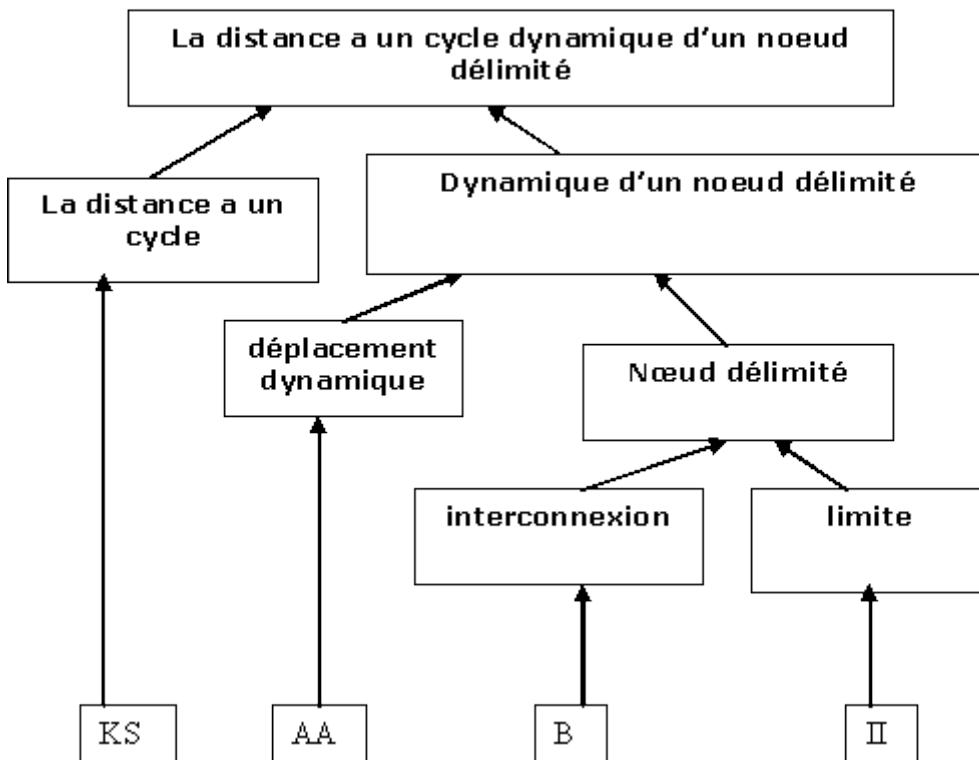 La distance a un cycle dynamique d’un noeud
délimité
Dynamique d’un noeud délimité
La distance a un
cycle
déplacement
dynamique
Nœud délimité
interconnexion
limite
KS
AA
B
II